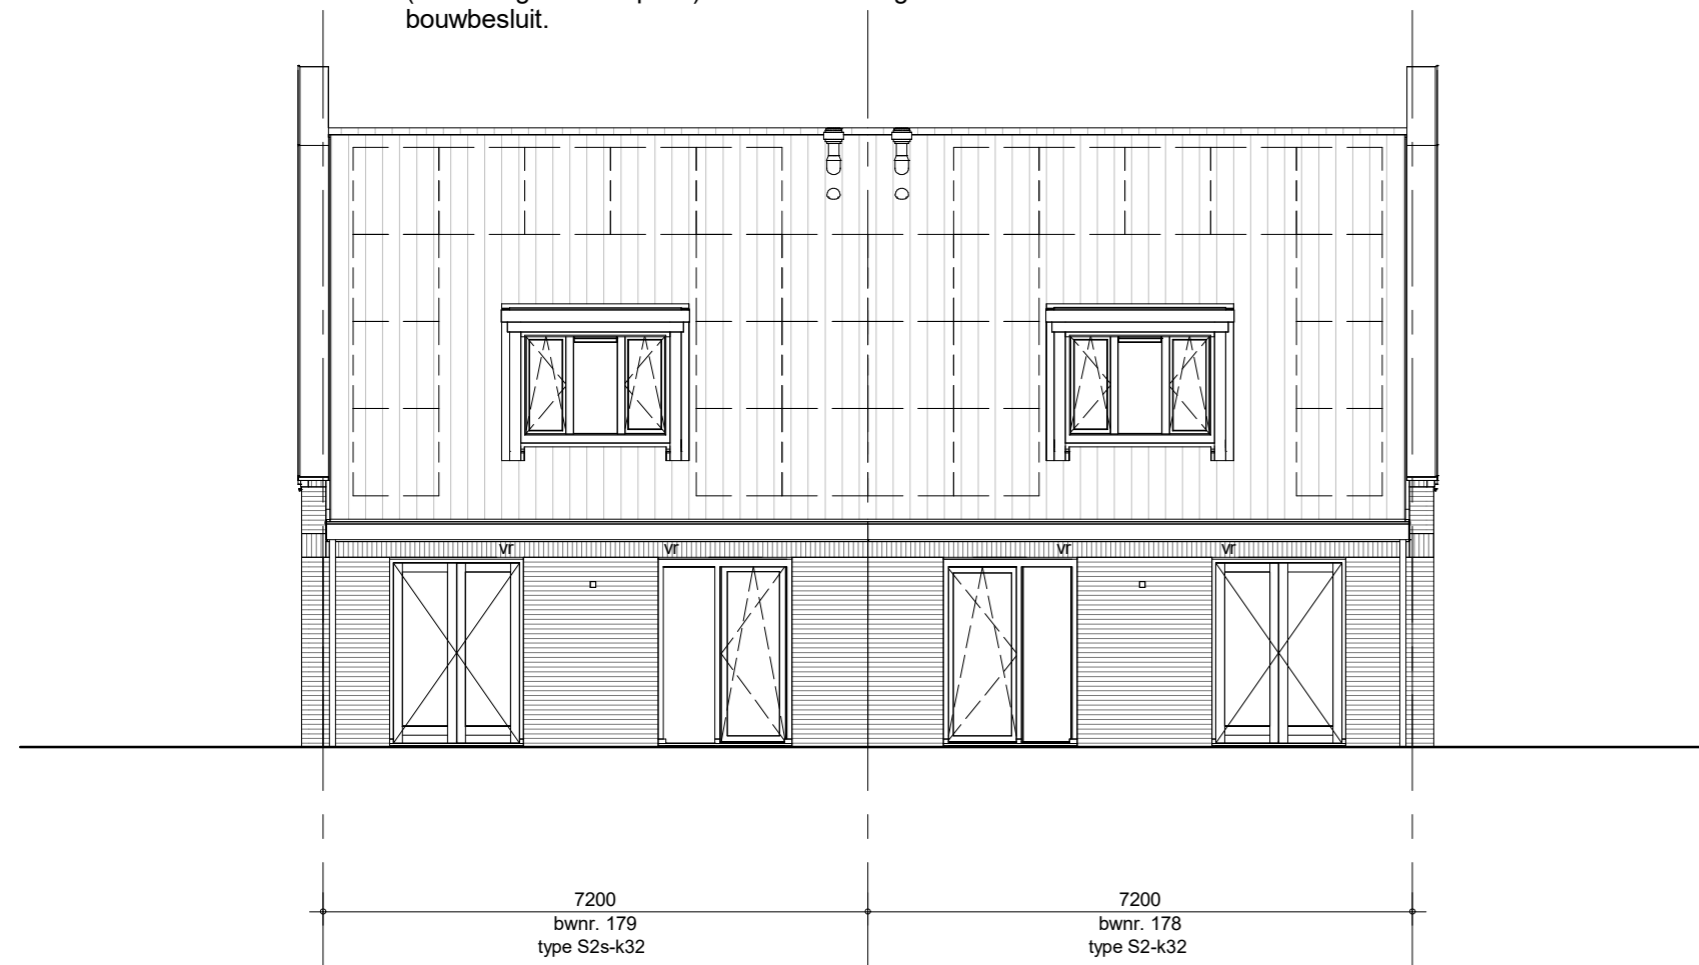 bouwbesluit.
vr vr vr vr
7200 7200
bwnr. 179 bwnr. 178
type S2s-k32 type S2-k32